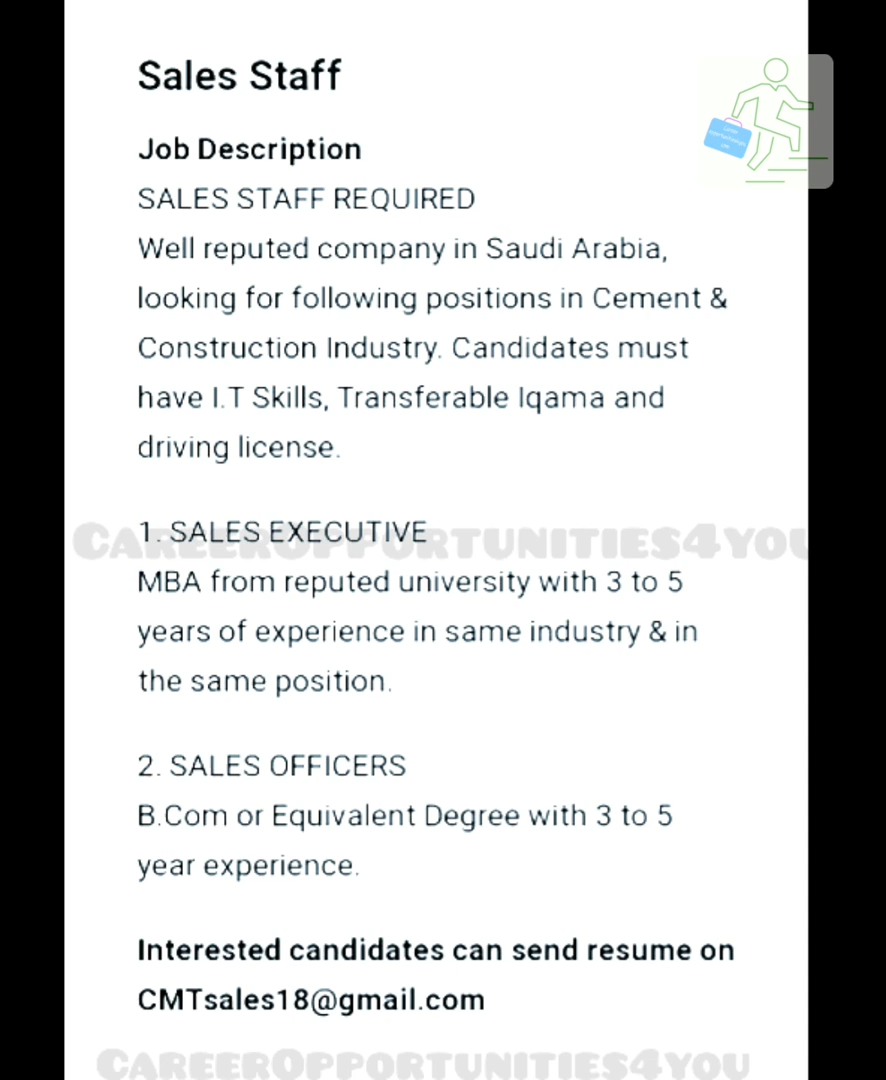 Sales Staff
Job Description
SALES STAFF REQUIRED
Well reputed company in Saudi Arabia,
looking for following positions in Cement &
Construction Industry. Candidates must
have I.T Skills, Transferable Iqama and
driving license.
CAREEROPPORTUNITIES4YOU
1. SALES EXECUTIVE
MBA from reputed university with 3 to 5
years of experience in same industry & in
the same position.
2. SALES OFFICERS
B.Com or Equivalent Degree with 3 to 5
year experience.
Interested candidates can send resume on
CMTsales18@gmail.com
CAREEROPPORTUNITIES4YOU